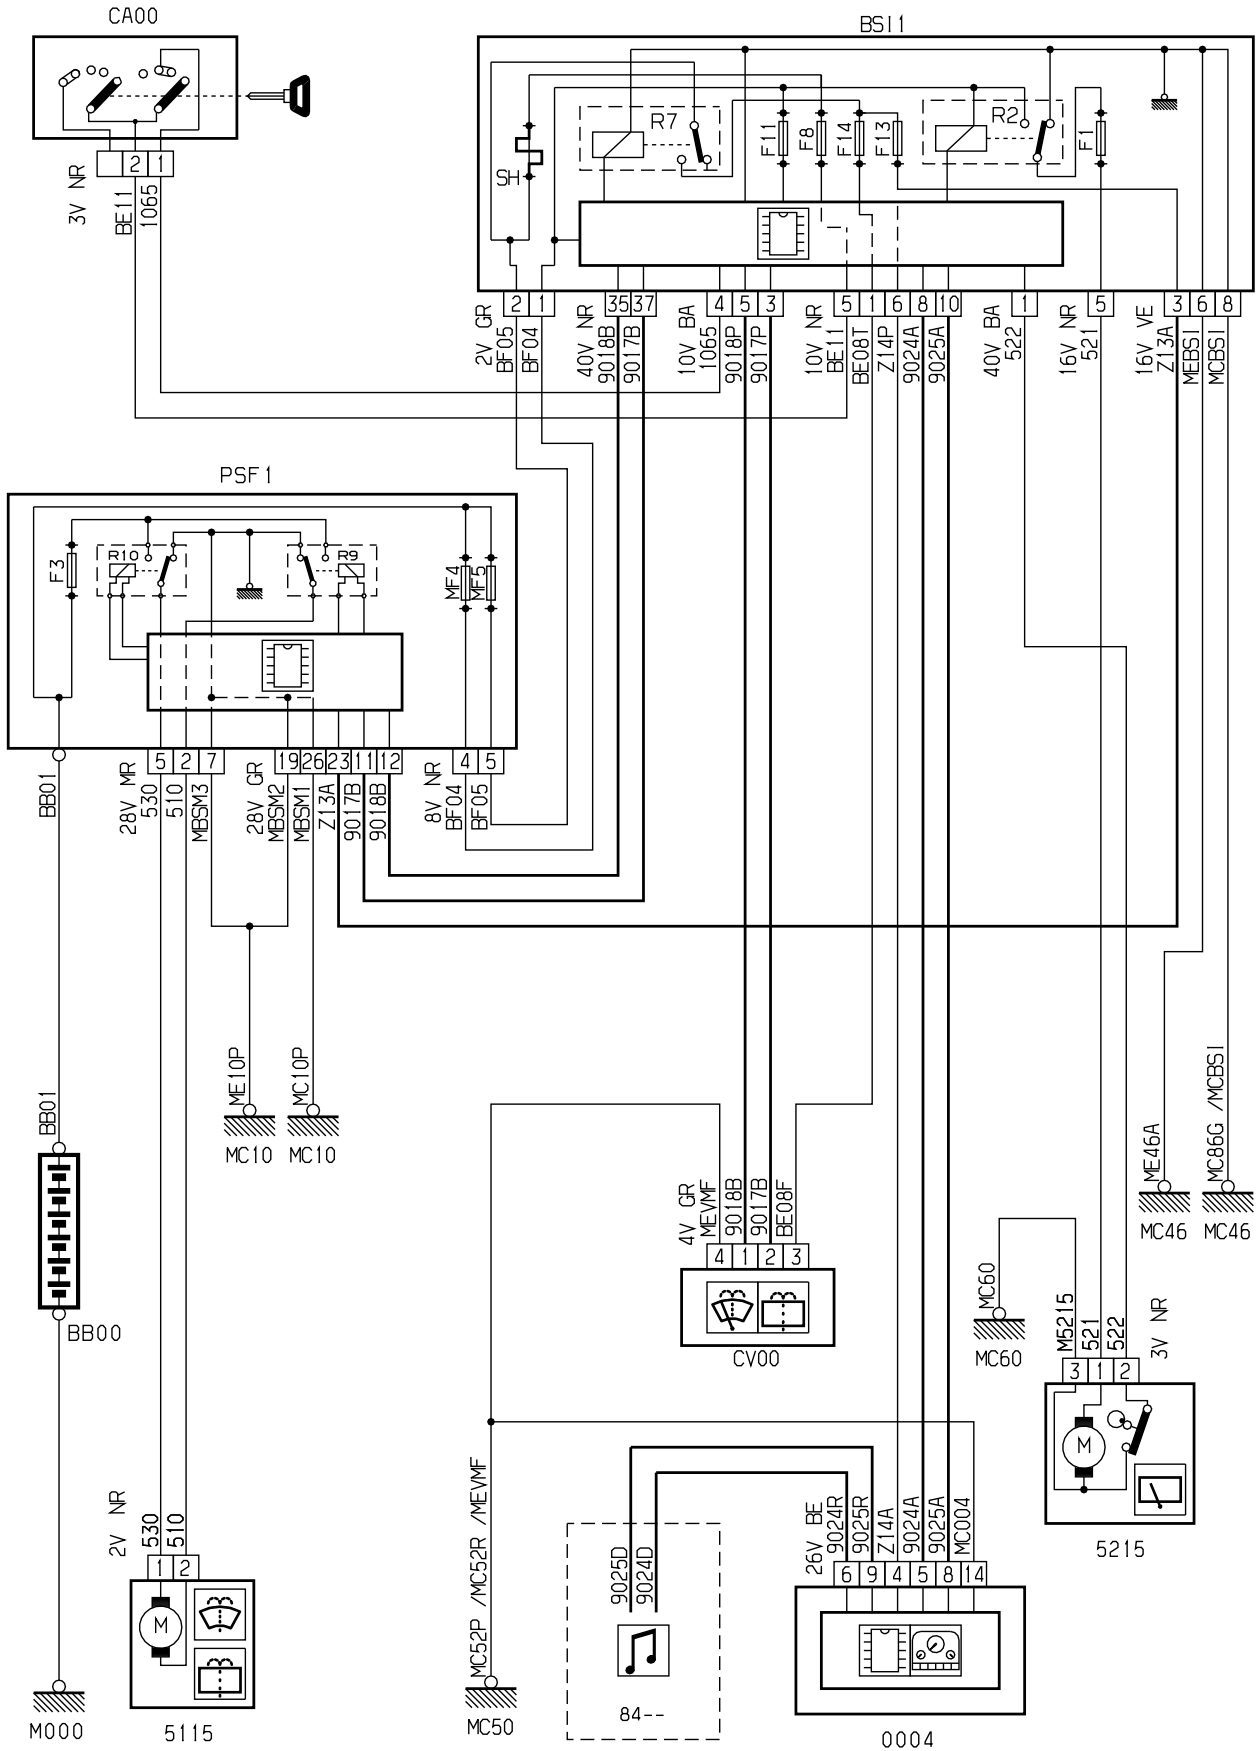 CA00
BSI1
R7
F11
F8
F14
F13
R2
F1
SH
2 1
3V NR
BE11
1065
2 1 35 37 4 5 3 5 1 6 8 10 1 5 3 6 8
2V GR
BF05
BF04
40V NR
9018B
9017B
10V BA
1065
9018P
9017P
10V NR
BE11
BE08T
Z14P
9024A
9025A
40V BA
522
16V NR
521
16V VE
Z13A
MEBSI
MCBSI
PSF1
F3
R10
R9
MF4
MF5
5 2 7 19 26 23 11 12 4 5
BB01
28V MR
530
510
MBSM3
28V GR
MBSM2
MBSM1
Z13A
9017B
9018B
8V NR
BF04
BF05
BB01
ME10P
MC10P
MC10
MC10
ME46A
MC86G /MCBSI
MC46
MC46
4V GR
MEVMF
9018B
9017B
BE08F
4 1 2 3
CV00
BB00
MC60
MC60
M5215
521
522
3V NR
3 1 2
M
5215
2V NR
530
510
1 2
M
5115
M000
MC52P /MC52R /MEVMF
MC50
9025D
9024D
84--
26V BE
9024R
9025R
Z14A
9024A
9025A
MC004
6 9 4 5 8 14
0004